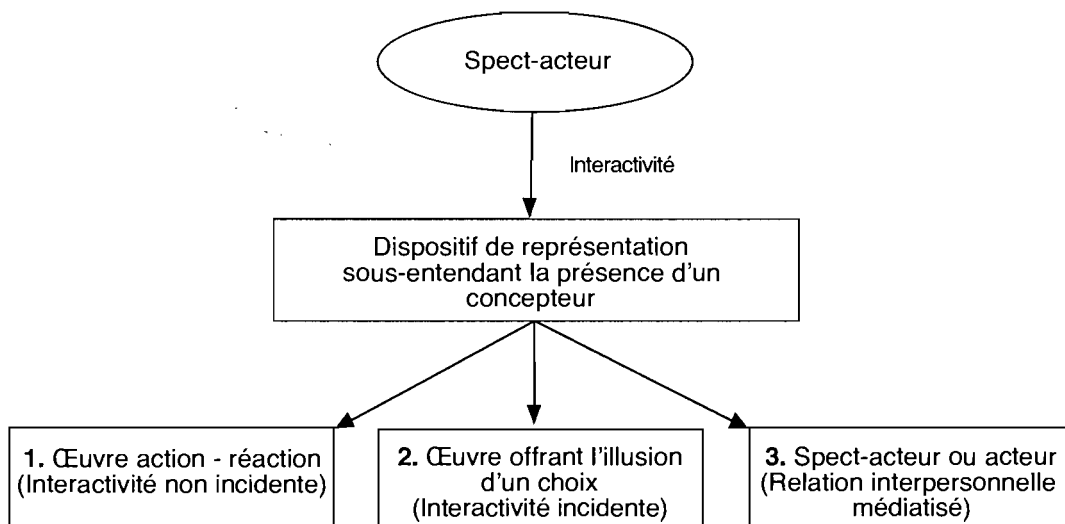 Spect-acteur
Interactivité
Dispositif de représentation
sous-entendant la présence d'un
concepteur
1. Œuvre action - réaction
(Interactivité non incidente)
2. Œuvre offrant l'illusion
d'un choix
(Interactivité incidente)
3. Spect-acteur ou acteur
(Relation interpersonnelle
médiatisé)